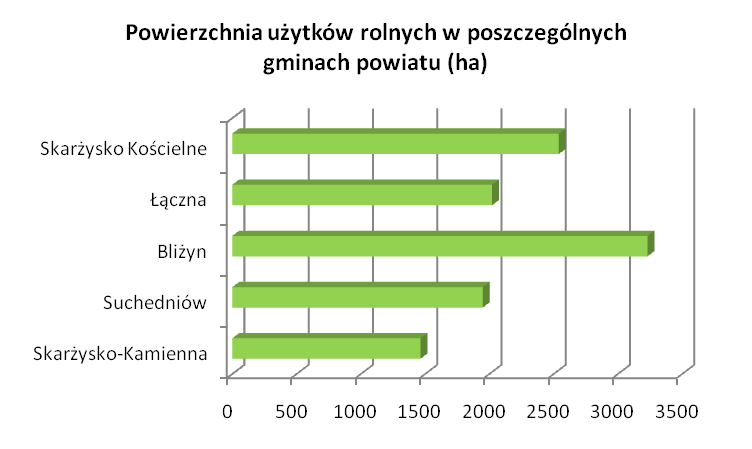 Powierzchnia użytków rolnych w poszczególnych
gminach powiatu (ha)
Skarżysko Kościelne
Łączna
Bliżyn
Suchedniów
Skarżysko-Kamienna
0 500 1000 1500 2000 2500 3000 3500